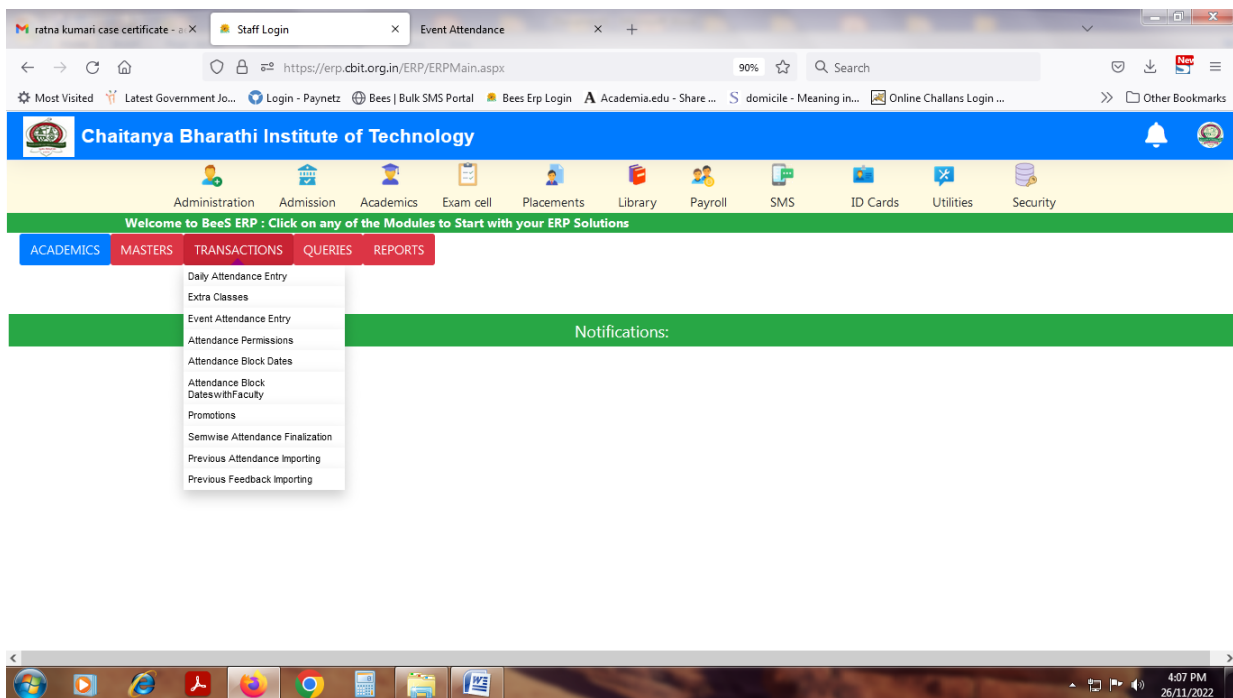 ratna kumari case certificate - a
Staff Login
Event Attendance
https://erp.cbit.org.in/ERP/ERPMain.aspx
90%
Search
New
Most Visited
Latest Government Jo...
Login - Paynetz
Bees | Bulk SMS Portal
Bees Erp Login
Academia.edu - Share ...
domicile - Meaning in...
Online Challans Login ...
Other Bookmarks
Chaitanya Bharathi Institute of Technology
Administration
Admission
Academics
Exam cell
Placements
Library
Payroll
SMS
ID Cards
Utilities
Security
Welcome to BeeS ERP : Click on any of the Modules to Start with your ERP Solutions
ACADEMICS
MASTERS
TRANSACTIONS
QUERIES
REPORTS
Daily Attendance Entry
Extra Classes
Event Attendance Entry
Notifications:
Attendance Permissions
Attendance Block Dates
Attendance Block
DateswithFaculty
Promotions
Semwise Attendance Finalization
Previous Attendance Importing
Previous Feedback Importing
4:07 PM
26/11/2022